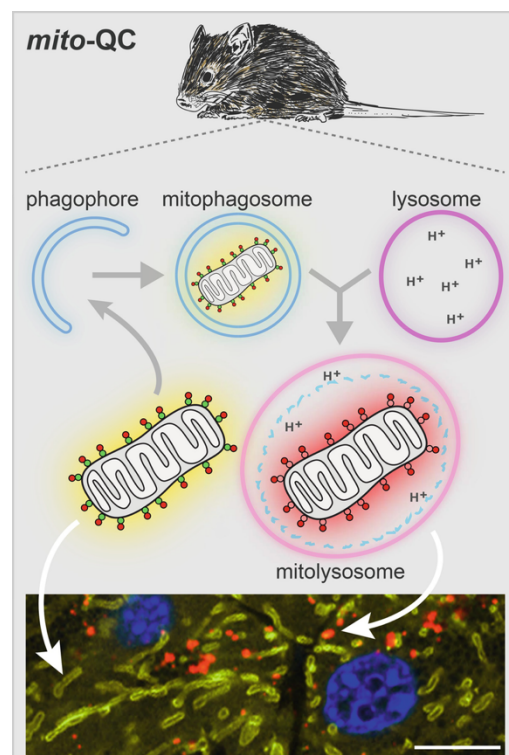 mito-QC
phagophore
mitophagosome
lysosome
H+
H+
H+
H+
H+
H+
H+
H+
mitolysosome